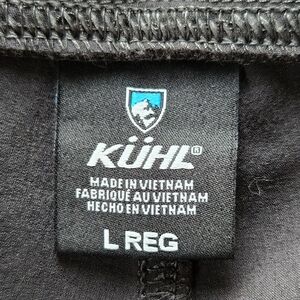 KÜHL®
MADE IN VIETNAM
FABRIQUÉ AU VIETNAM
HECHO EN VIETNAM
L REG